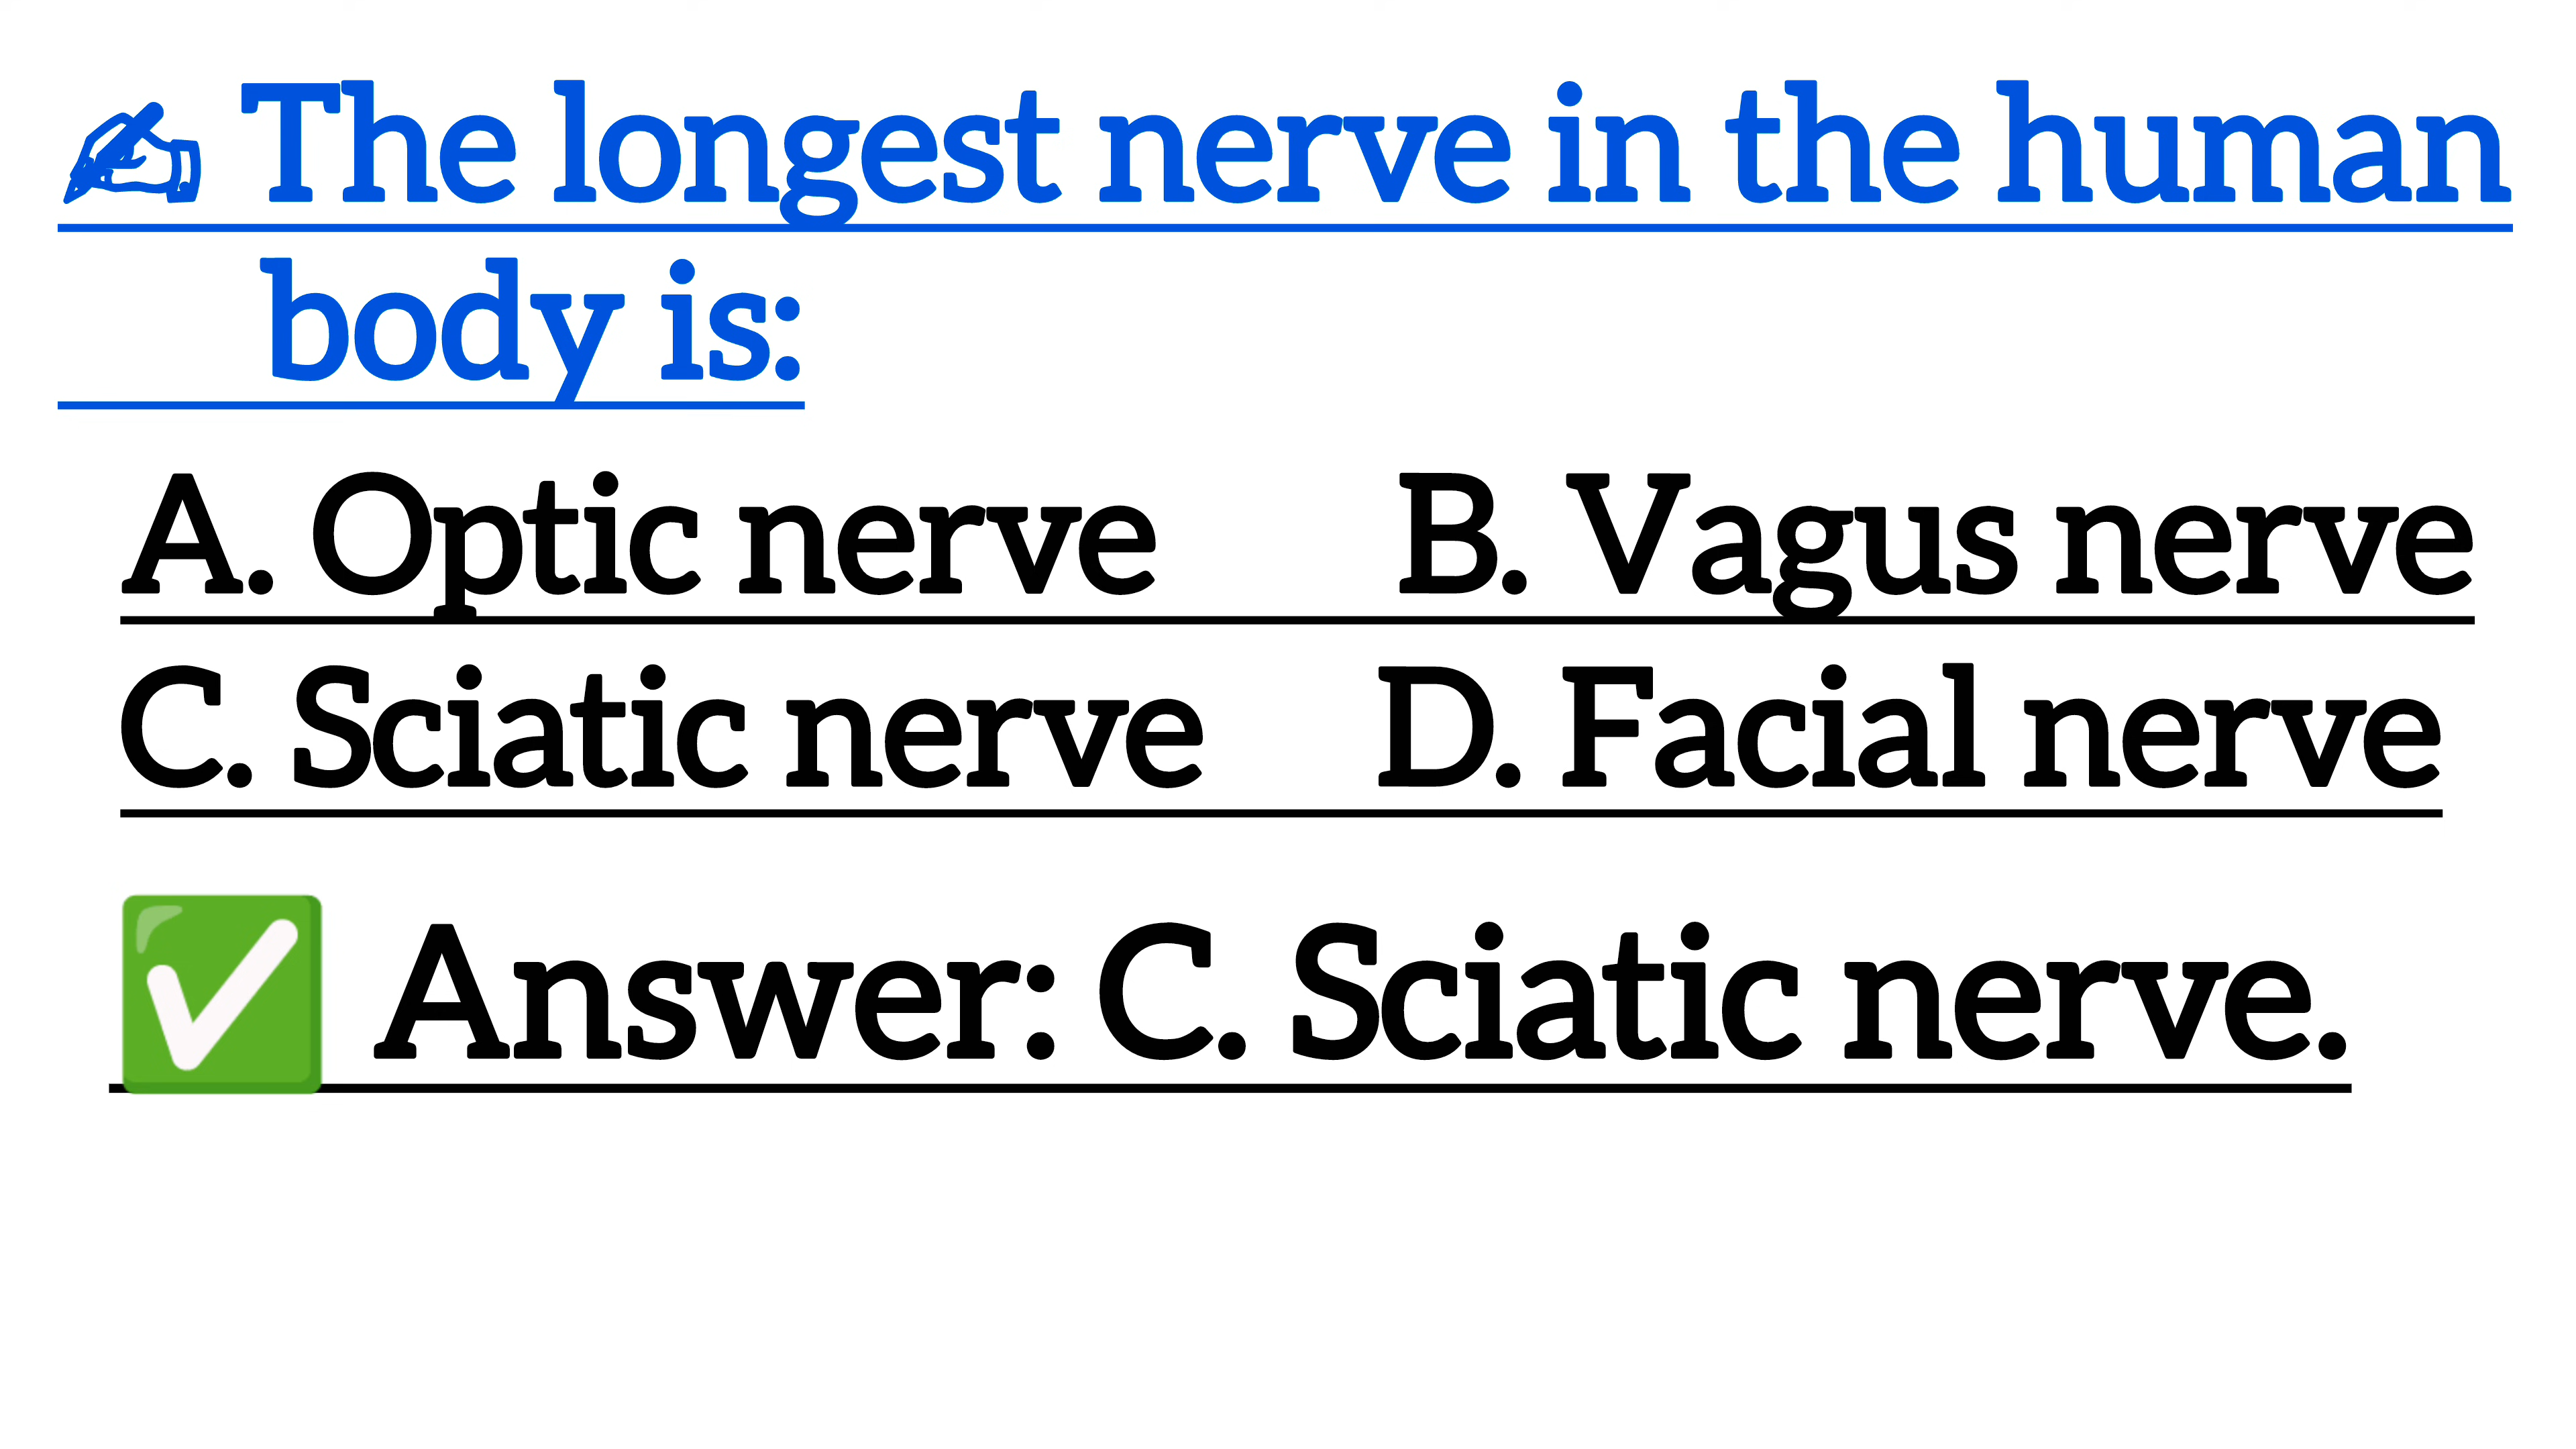 ✍ The longest nerve in the human
body is:
A. Optic nerve B. Vagus nerve
C. Sciatic nerve D. Facial nerve
✅ Answer: C. Sciatic nerve.